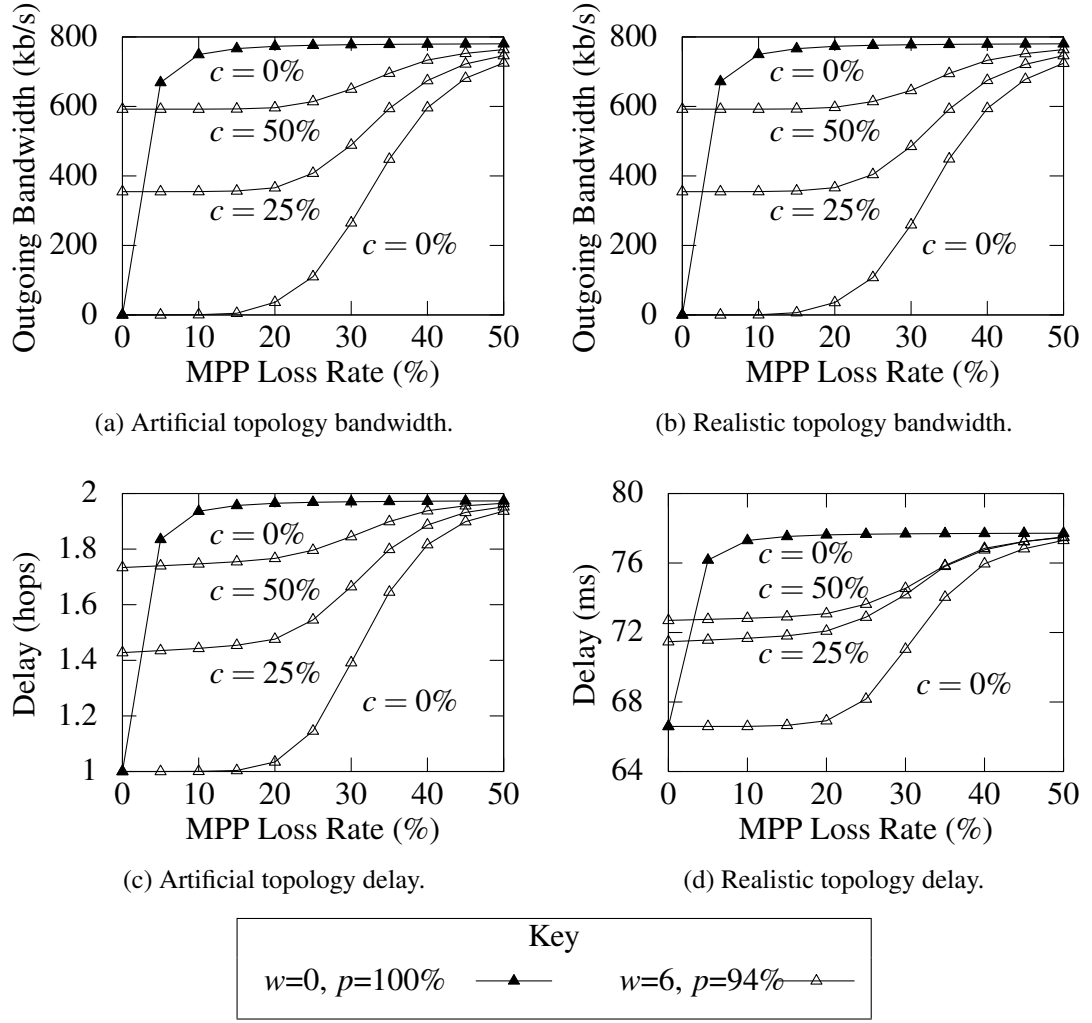 Outgoing Bandwidth (kb/s)
800
600
400
200
0
c = 0%
c = 50%
c = 25%
c = 0%
0 10 20 30 40 50
MPP Loss Rate (%)
(a) Artificial topology bandwidth.
Outgoing Bandwidth (kb/s)
800
600
400
200
0
c = 0%
c = 50%
c = 25%
c = 0%
0 10 20 30 40 50
MPP Loss Rate (%)
(b) Realistic topology bandwidth.
Delay (hops)
2
1.8
1.6
1.4
1.2
1
c = 0%
c = 50%
c = 25%
c = 0%
0 10 20 30 40 50
MPP Loss Rate (%)
(c) Artificial topology delay.
Delay (ms)
80
76
72
68
64
c = 0%
c = 50%
c = 25%
c = 0%
0 10 20 30 40 50
MPP Loss Rate (%)
(d) Realistic topology delay.
Key
w=0, p=100% w=6, p=94%